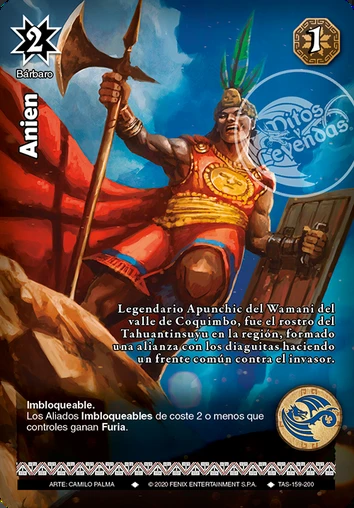 2
1
Bárbaro
Anien
Mitos y
Leyendas
Legendario Apunchic del Wamani del
valle de Coquimbo, fue el rostro del
Tahuantinsuyu en la región, formado
una alianza con los diaguitas haciendo
un frente común contra el invasor.
Imbloqueable.
Los Aliados Imbloqueables de coste 2 o menos que
controles ganan Furia.
ARTE: CAMILO PALMA ◆ © 2020 FENIX ENTERTAINMENT S.P.A. ◆ TAS-159-200